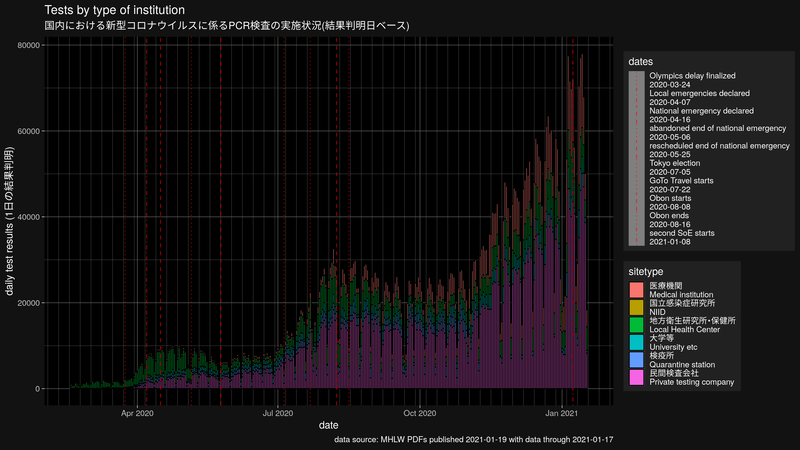 Tests by type of institution
国内における新型コロナウイルスに係るPCR検査の実施状況(結果判明日ベース)
80000
60000
40000
20000
0
daily test results (1日の結果判明)
Apr 2020
Jul 2020
Oct 2020
Jan 2021
date
data source: MHLW PDFs published 2021-01-19 with data through 2021-01-17
dates
Olympics delay finalized
2020-03-24
Local emergencies declared
2020-04-07
National emergency declared
2020-04-16
abandoned end of national emergency
2020-05-06
rescheduled end of national emergency
2020-05-25
Tokyo election
2020-07-05
GoTo Travel starts
2020-07-22
Obon starts
2020-08-08
Obon ends
2020-08-16
second SoE starts
2021-01-08
sitetype
医療機関
Medical institution
国立感染症研究所
NIID
地方衛生研究所・保健所
Local Health Center
大学等
University etc
検疫所
Quarantine station
民間検査会社
Private testing company